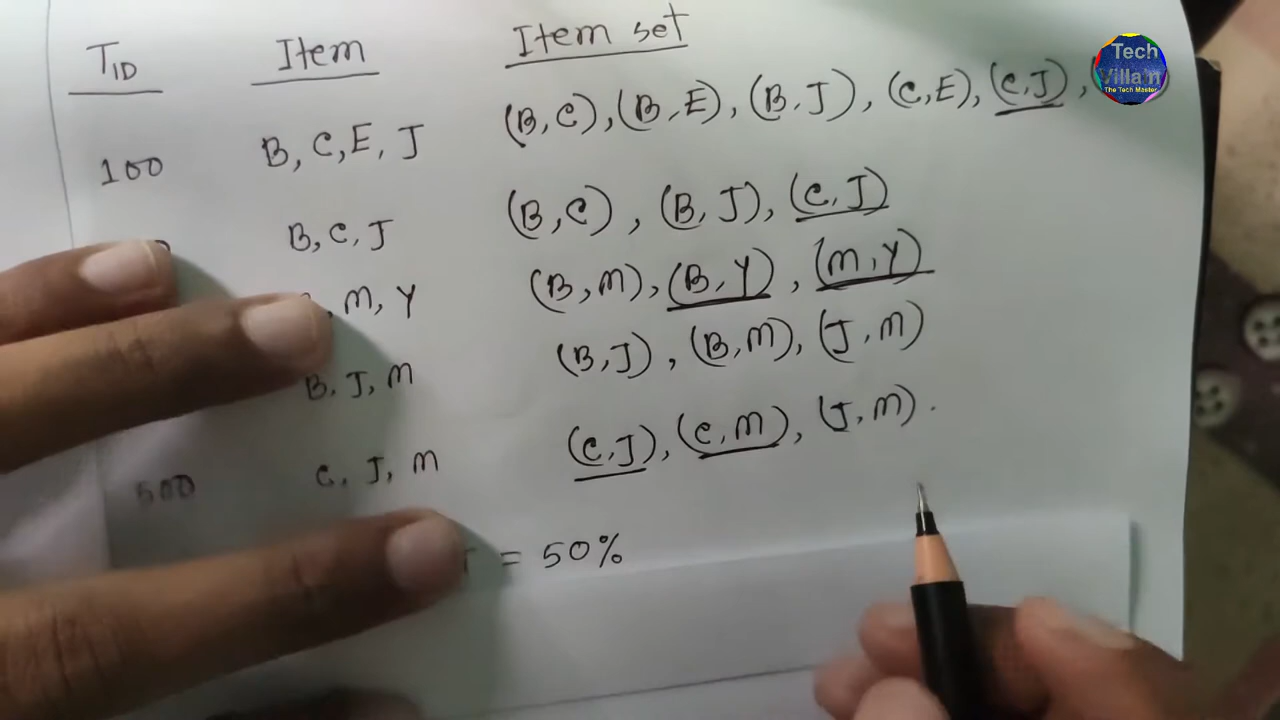 TID Item Item set
100 B, C, E, J (B, C), (B, E), (B, J), (C, E), (C, J),
B, C, J (B, C), (B, J), (C, J)
, M, Y (B, M), (B, Y), (M, Y)
B, J, M (B, J), (B, M), (J, M)
500 C, J, M (C, J), (C, M), (J, M).
= 50%
Tech
Villain
The Tech Master